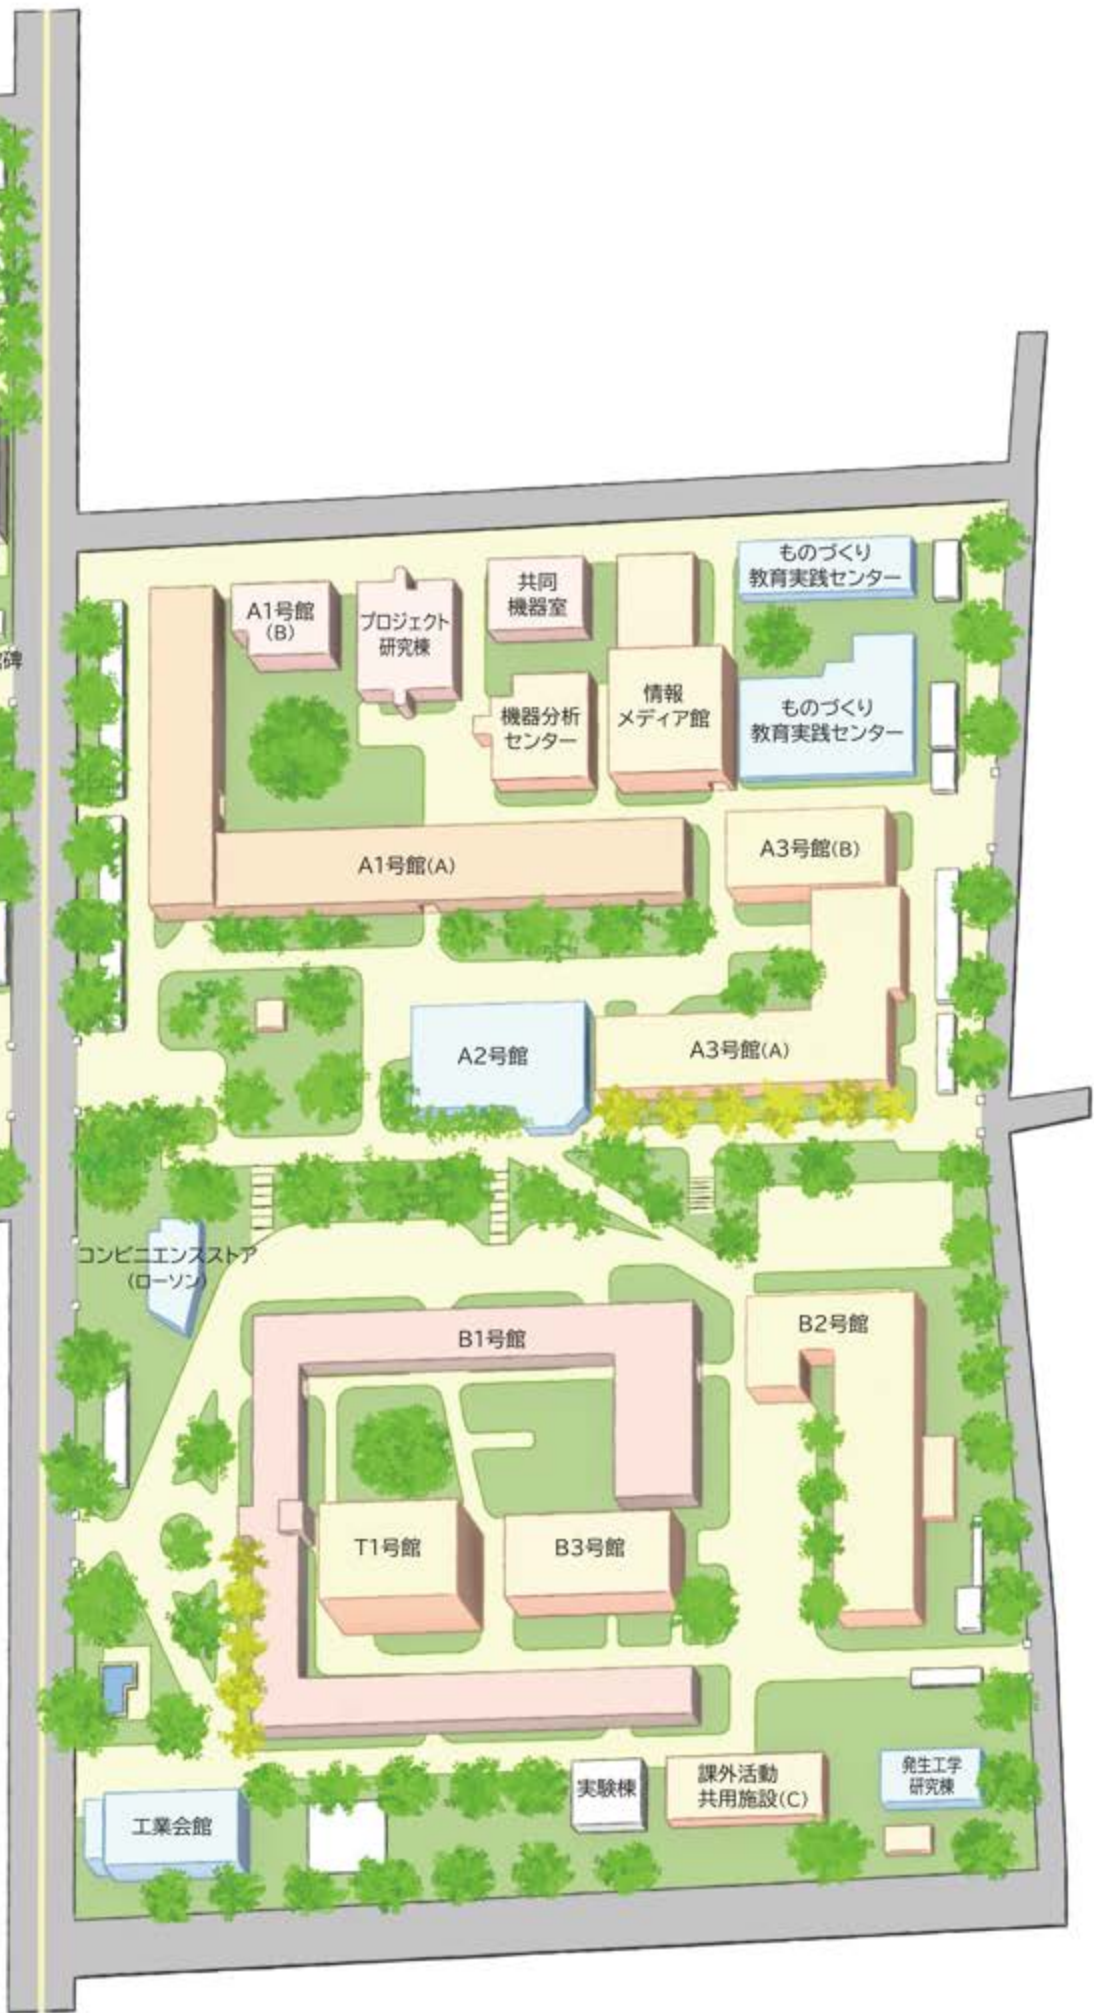 ものづくり
教育実践センター
共同
機器室
A1号館
(B)
プロジェクト
研究棟
碑
情報
メディア館
機器分析
センター
ものづくり
教育実践センター
A1号館(A)
A3号館(B)
A2号館
A3号館(A)
コンビニエンスストア
(ローソン)
B1号館
B2号館
T1号館
B3号館
実験棟
課外活動
共用施設(C)
発生工学
研究棟
工業会館